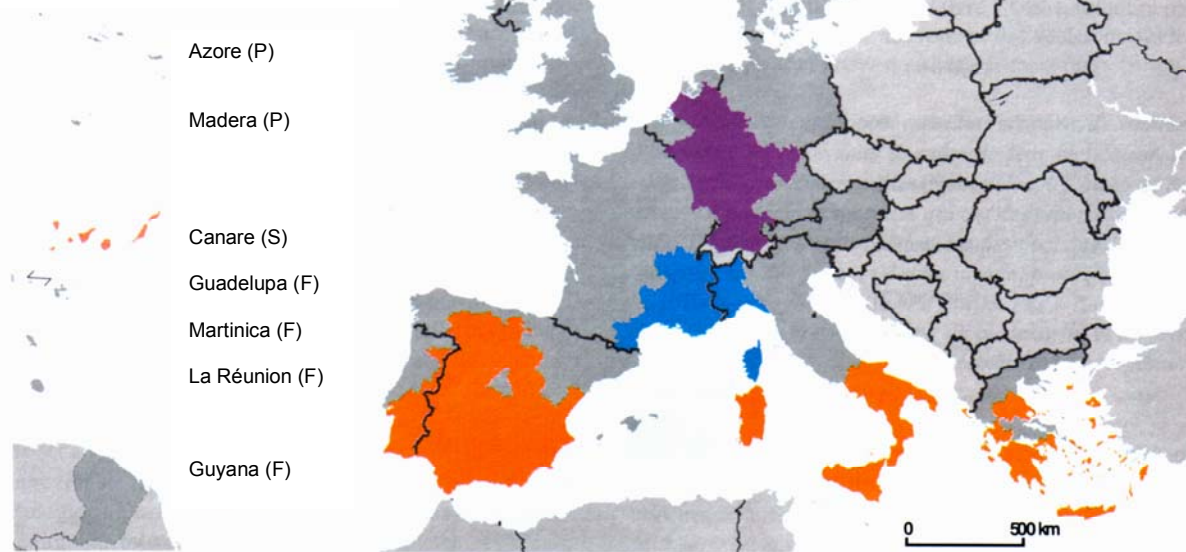 Azore (P)
Madera (P)
Canare (S)
Guadelupa (F)
Martinica (F)
La Réunion (F)
Guyana (F)
0 500 km